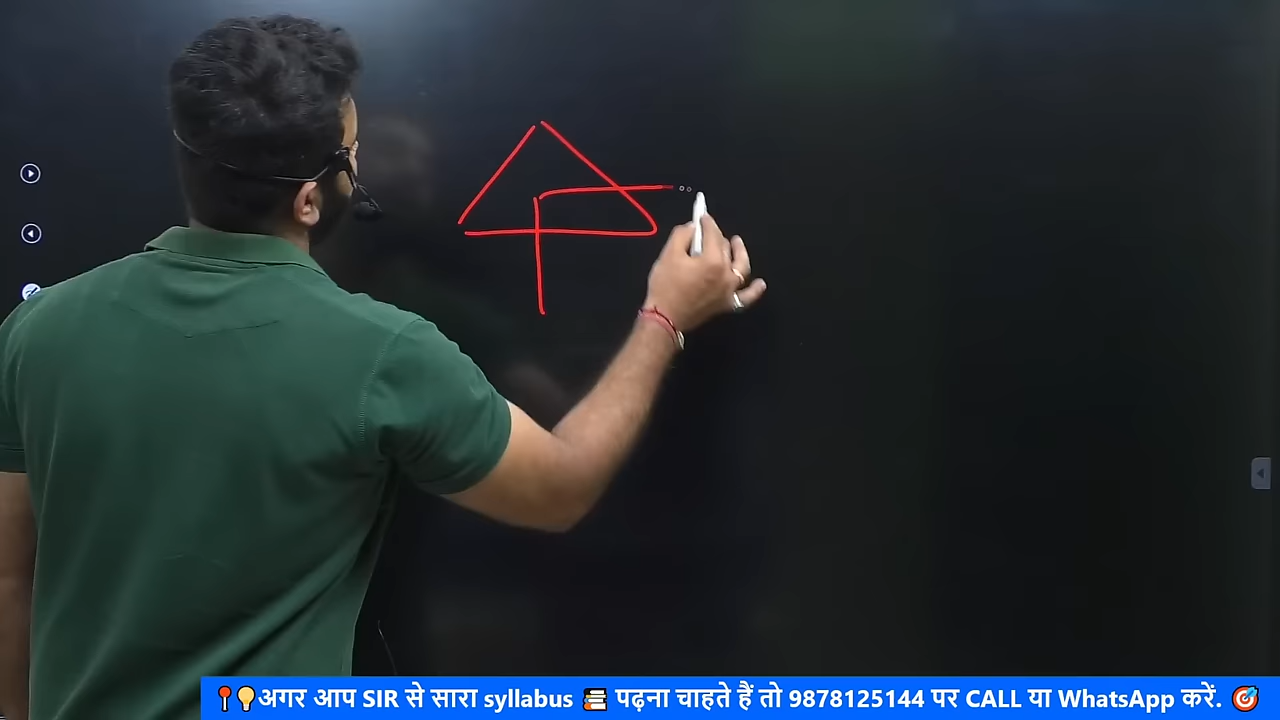 📍💡अगर आप SIR से सारा syllabus 📚 पढ़ना चाहते हैं तो 9878125144 पर CALL या WhatsApp करें. 🎯